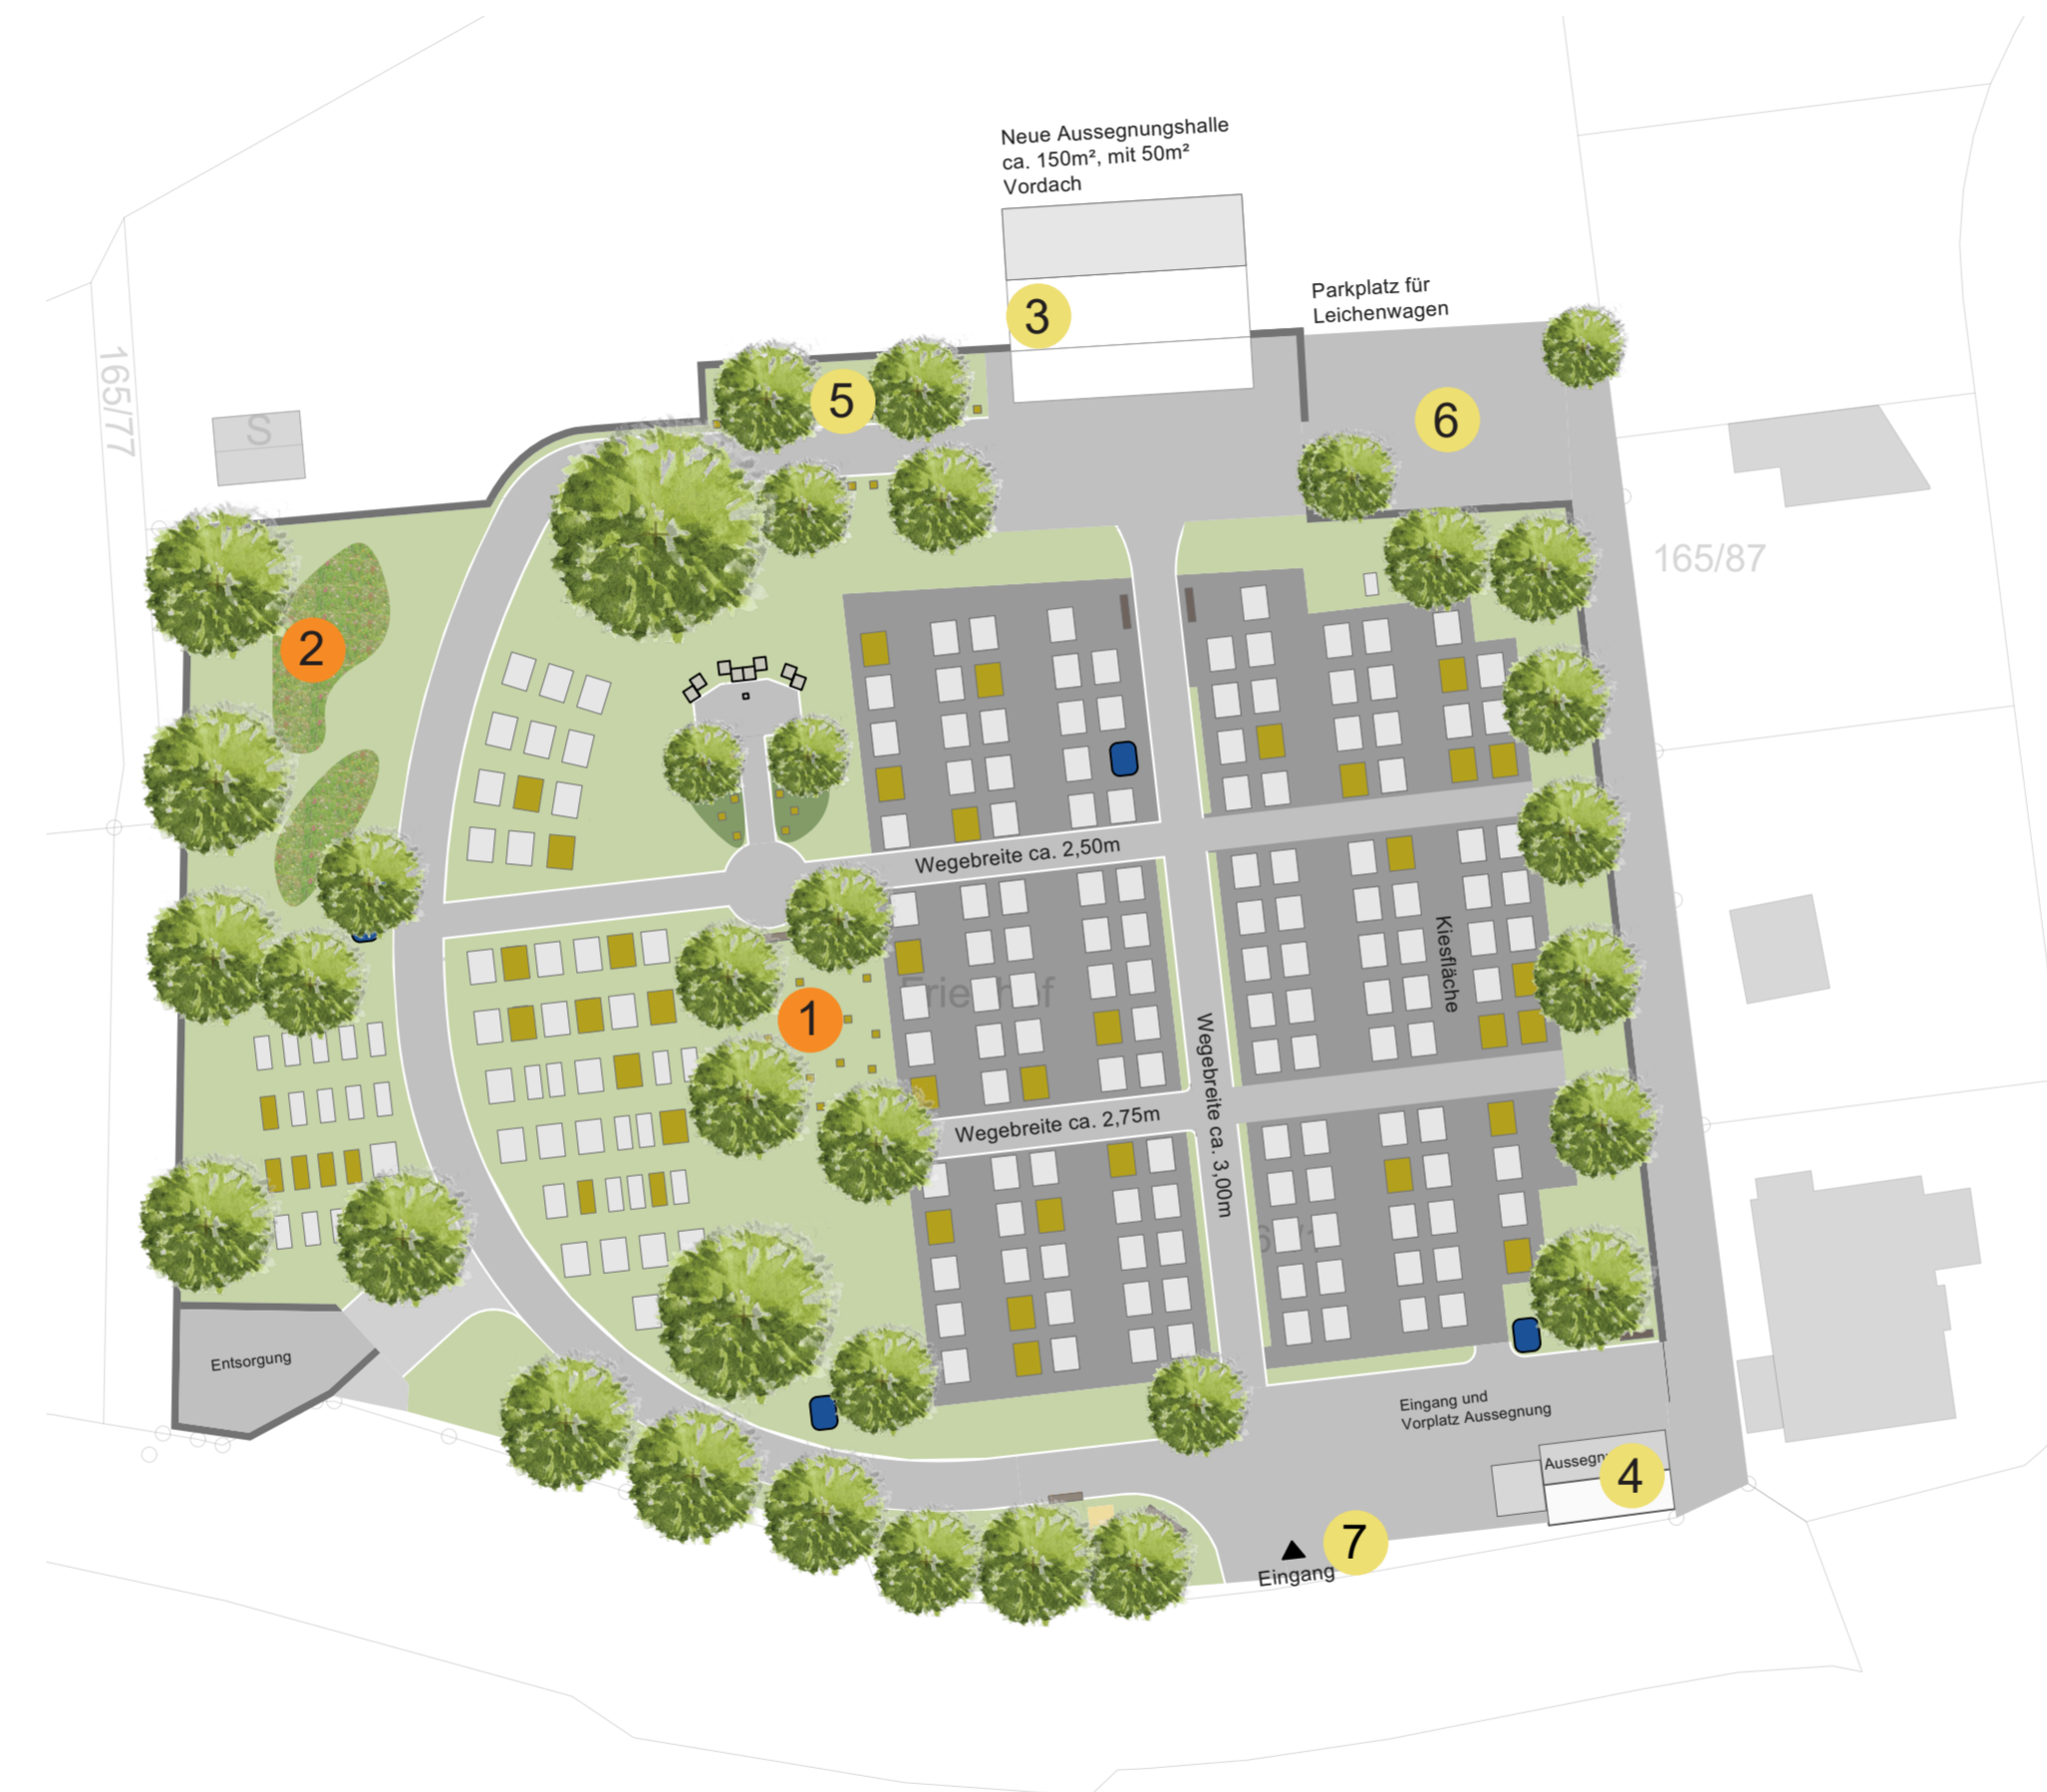 Neue Aussegnungshalle
ca. 150m², mit 50m²
Vordach
3
Parkplatz für
Leichenwagen
165/77
S
5
6
165/87
2
Wegebreite ca. 2,50m
Kiesfläche
1
Wegebreite ca. 3,00m
Wegebreite ca. 2,75m
Entsorgung
Eingang und
Vorplatz Aussegnung
4
7
Eingang